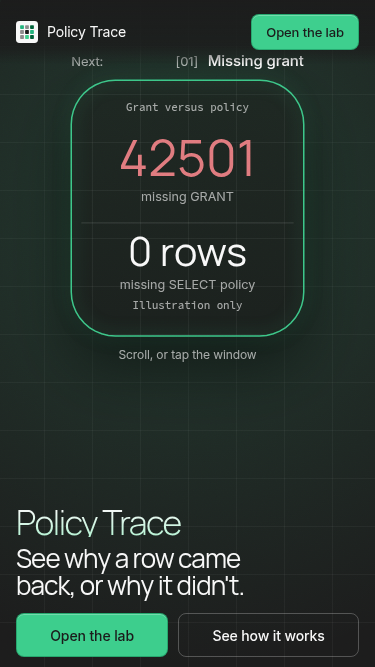 Policy Trace
Open the lab
Next: [01] Missing grant
Grant versus policy
42501
missing GRANT
0 rows
missing SELECT policy
Illustration only
Scroll, or tap the window
Policy Trace
See why a row came
back, or why it didn't.
Open the lab
See how it works